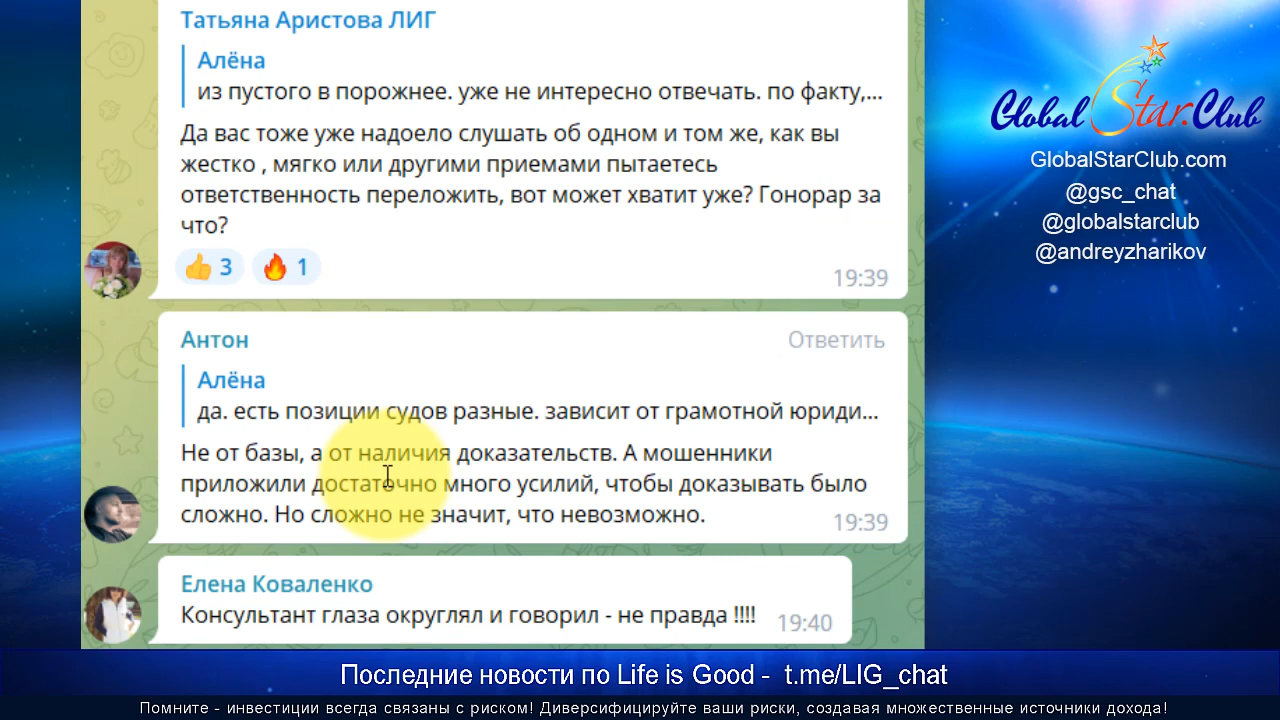 Татьяна Аристова ЛИГ
Алёна
из пустого в порожнее. уже не интересно отвечать. по факту,...
Да вас тоже уже надоело слушать об одном и том же, как вы
жестко , мягко или другими приемами пытаетесь
ответственность переложить, вот может хватит уже? Гонорар за
что?
👍 3 🔥 1
19:39
Антон
Ответить
Алёна
да. есть позиции судов разные. зависит от грамотной юриди...
Не от базы, а от наличия доказательств. А мошенники
приложили достаточно много усилий, чтобы доказывать было
сложно. Но сложно не значит, что невозможно.
19:39
Елена Коваленко
Консультант глаза округлял и говорил - не правда !!!!
19:40
Global Star.Club
GlobalStarClub.com
@gsc_chat
@globalstarclub
@andreyzharikov
Последние новости по Life is Good - t.me/LIG_chat
Помните - инвестиции всегда связаны с риском! Диверсифицируйте ваши риски, создавая множественные источники дохода!